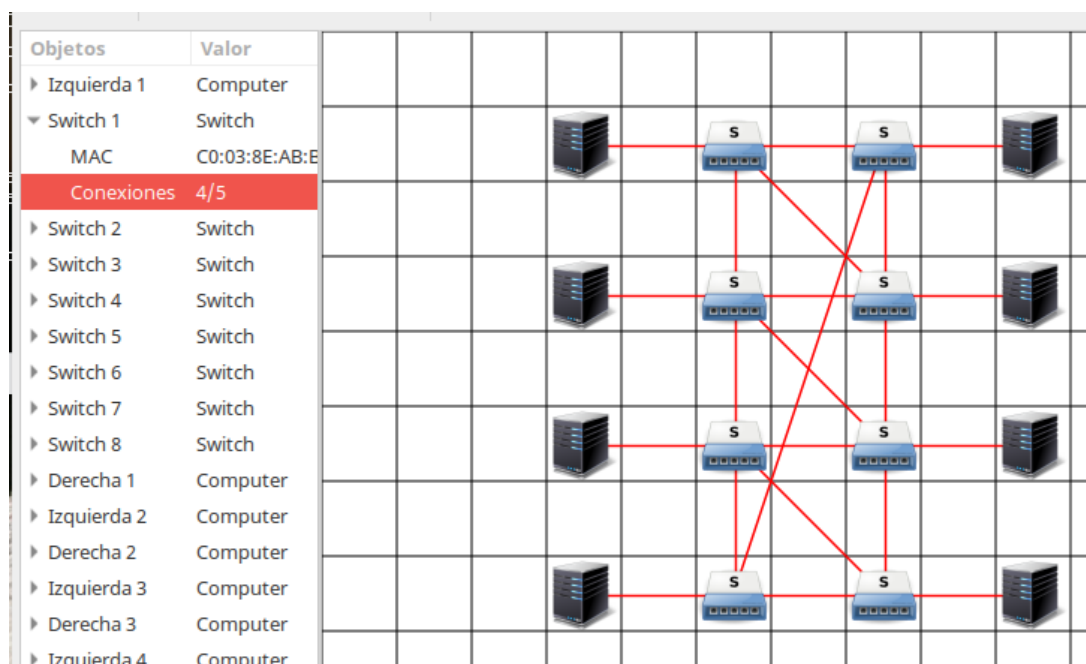 Objetos Valor
Izquierda 1 Computer
Switch 1 Switch
MAC C0:03:8E:AB:B
Conexiones 4/5
Switch 2 Switch
Switch 3 Switch
Switch 4 Switch
Switch 5 Switch
Switch 6 Switch
Switch 7 Switch
Switch 8 Switch
Derecha 1 Computer
Izquierda 2 Computer
Derecha 2 Computer
Izquierda 3 Computer
Derecha 3 Computer
Izquierda 4 Computer
S S
S S
S S
S S